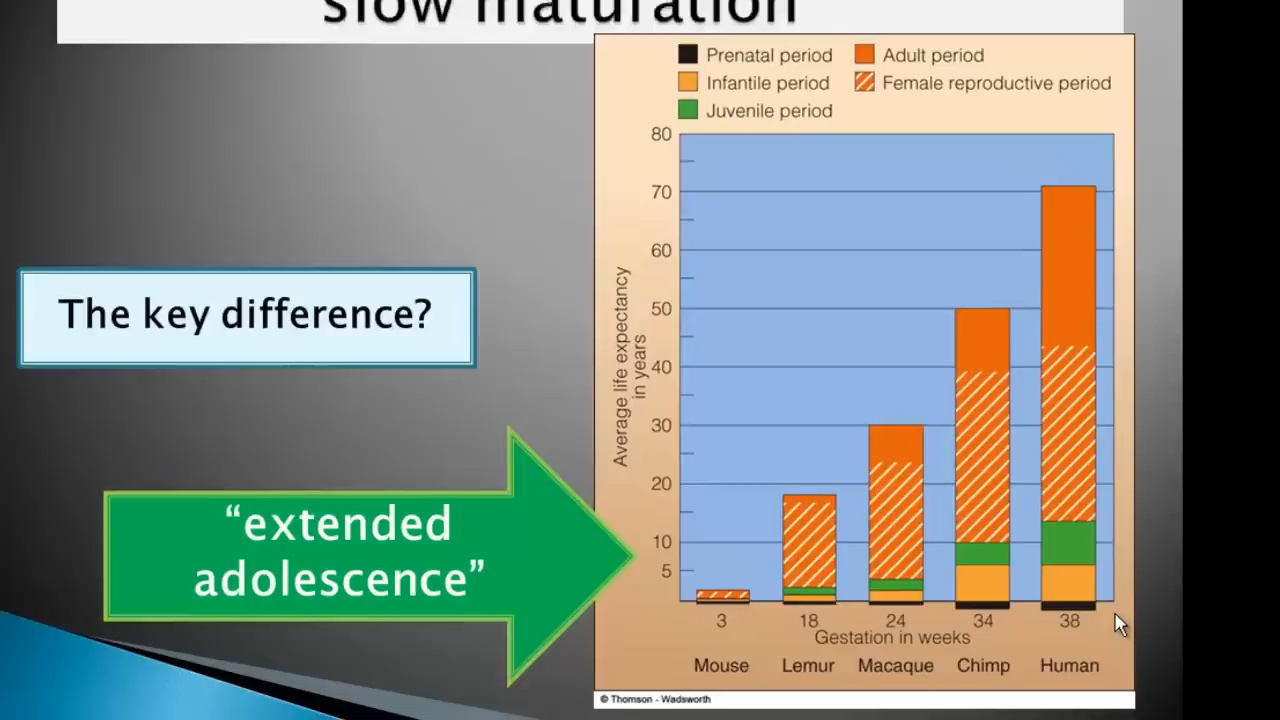 slow maturation
Prenatal period
Adult period
Infantile period
Female reproductive period
Juvenile period
The key difference?
“extended
adolescence”
Average life expectancy
in years
80
70
60
50
40
30
20
10
5
3 18 24 34 38
Gestation in weeks
Mouse Lemur Macaque Chimp Human
© Thomson - Wadsworth